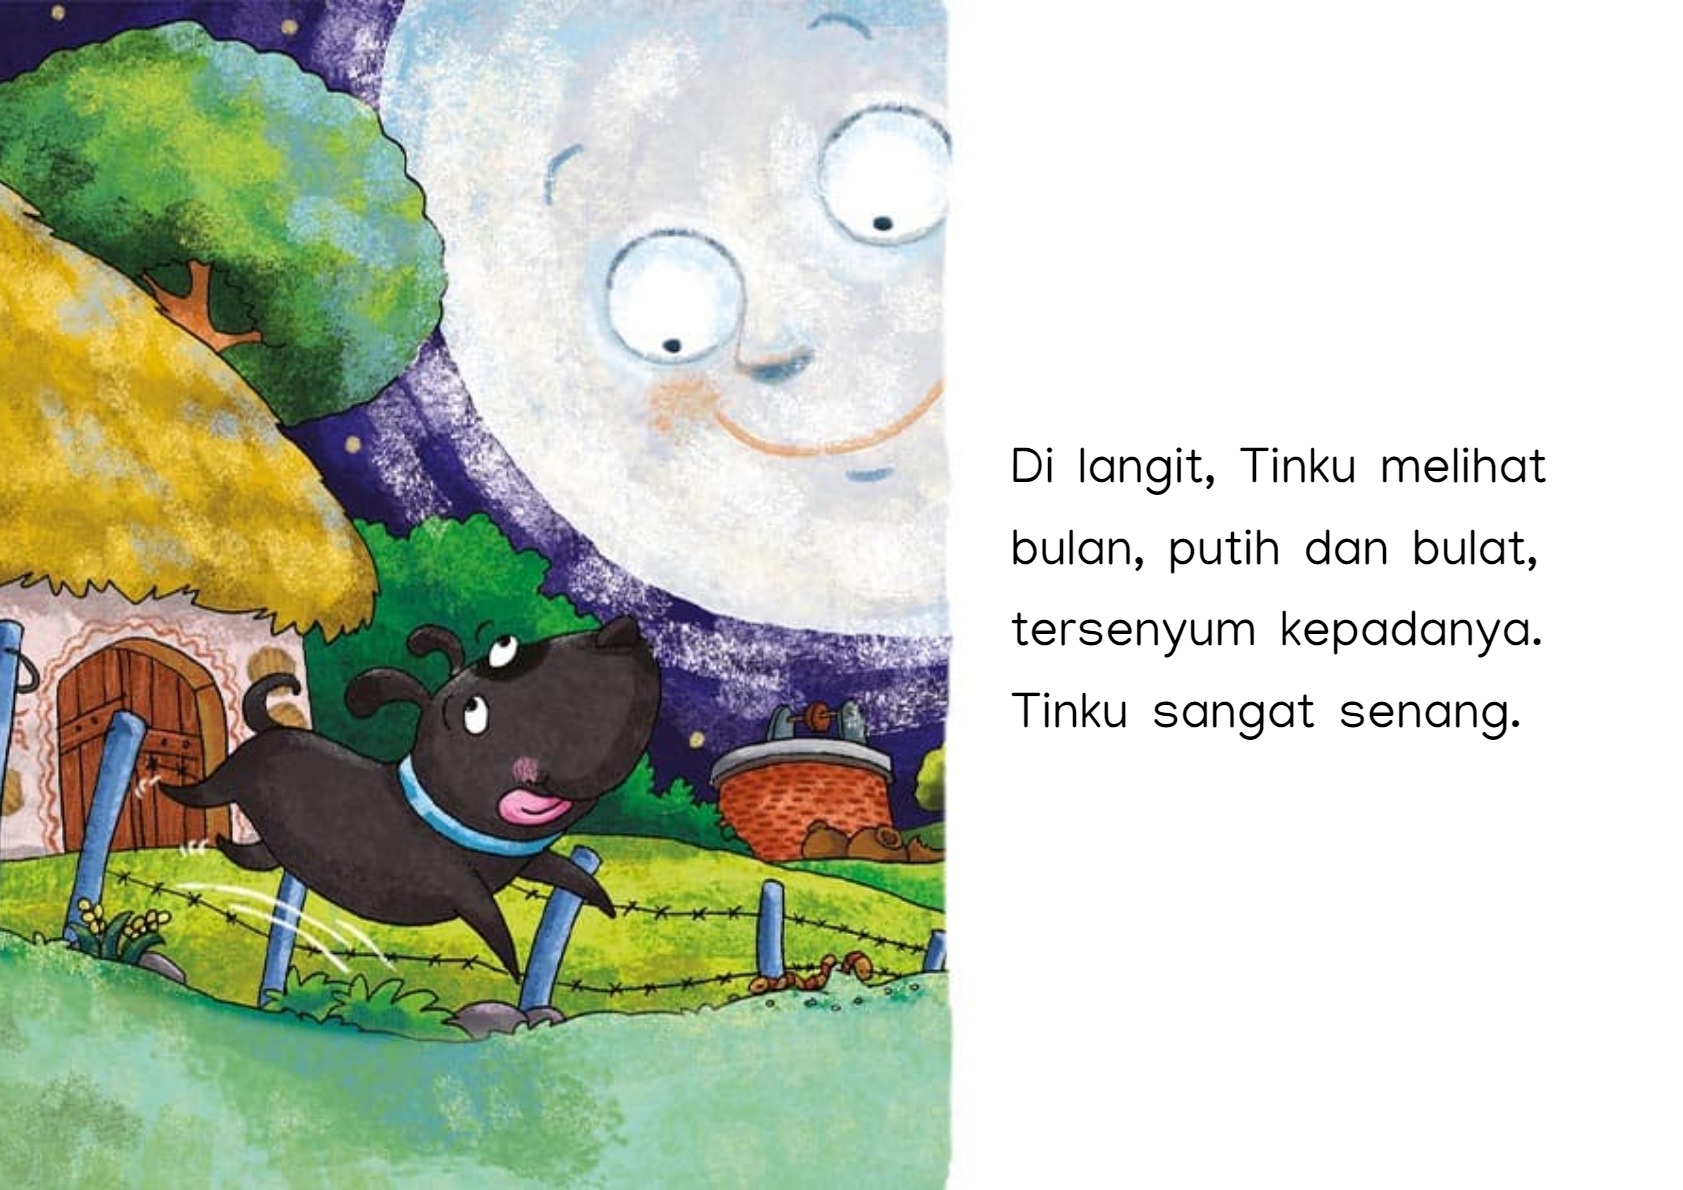 Di langit, Tinku melihat
bulan, putih dan bulat,
tersenyum kepadanya.
Tinku sangat senang.